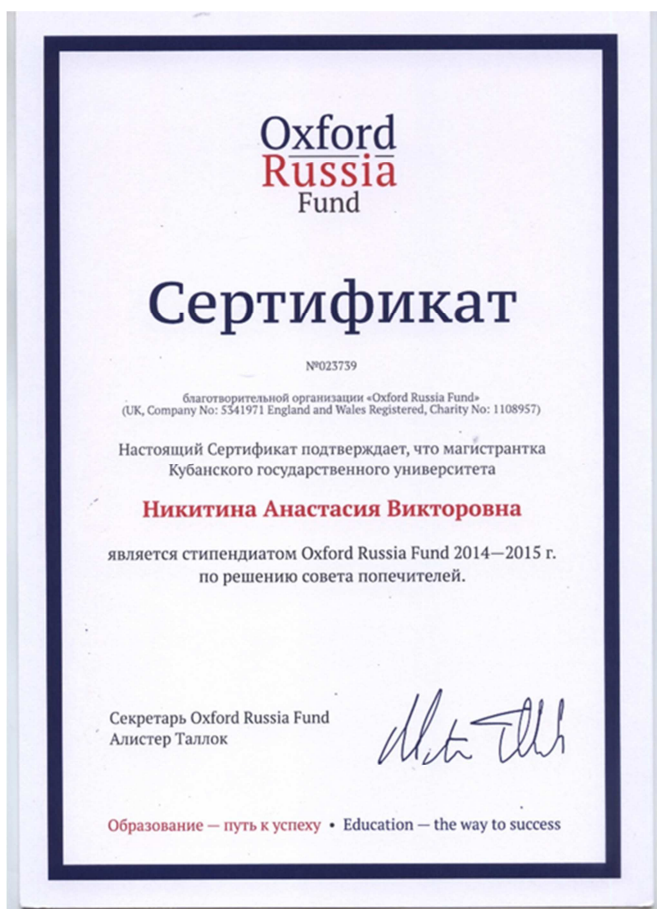 Oxford
Russia
Fund
Сертификат
№023739
благотворительной организации «Oxford Russia Fund»
(UK, Company No: 5341971 England and Wales Registered, Charity No: 1108957)
Настоящий Сертификат подтверждает, что магистрантка
Кубанского государственного университета
Никитина Анастасия Викторовна
является стипендиатом Oxford Russia Fund 2014—2015 г.
по решению совета попечителей.
Секретарь Oxford Russia Fund
Алистер Таллок
Образование — путь к успеху • Education — the way to success